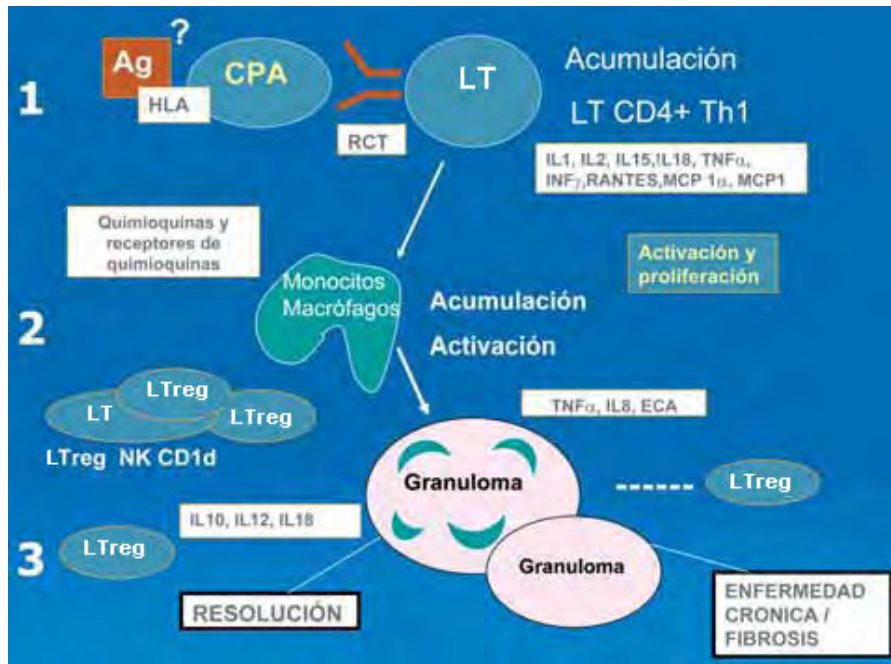 1
Ag
?
CPA
HLA
RCT
LT
Acumulación
LT CD4+ Th1
IL1, IL2, IL15,!L18, TNFα,
INFγ,RANTES,MCP 1α, MCP1
Quimioquinas y
receptores de
quimioquinas
Activación y
proliferación
2
Monocitos
Macrófagos
Acumulación
Activación
LT
LTreg
LTreg
LTreg NK CD1d
TNFα, IL8, ECA
Granuloma
LTreg
3
LTreg
IL10, IL12, IL18
Granuloma
RESOLUCIÓN
ENFERMEDAD
CRONICA /
FIBROSIS